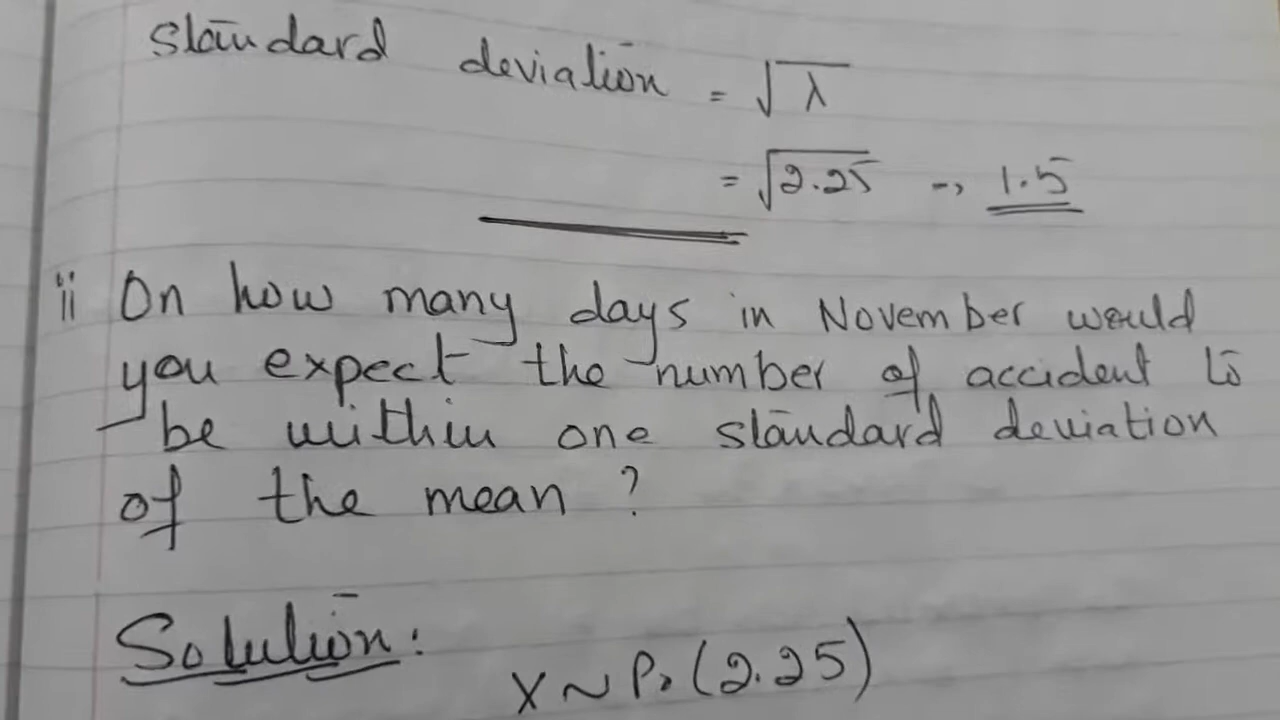 standard deviation = √λ
= √2.25 → 1.5
ii On how many days in November would
you expect the number of accident to
be within one standard deviation
of the mean ?
Solution:
X ~ Po (2.25)